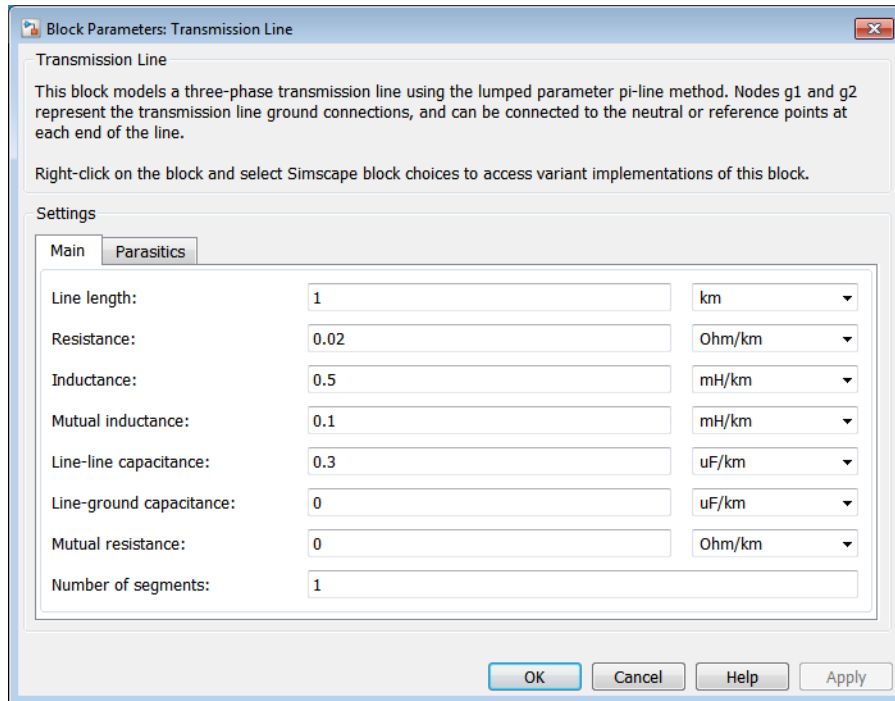 Block Parameters: Transmission Line
Transmission Line
This block models a three-phase transmission line using the lumped parameter pi-line method. Nodes g1 and g2
represent the transmission line ground connections, and can be connected to the neutral or reference points at
each end of the line.
Right-click on the block and select Simscape block choices to access variant implementations of this block.
Settings
Main Parasitics
Line length: 1 km
Resistance: 0.02 Ohm/km
Inductance: 0.5 mH/km
Mutual inductance: 0.1 mH/km
Line-line capacitance: 0.3 uF/km
Line-ground capacitance: 0 uF/km
Mutual resistance: 0 Ohm/km
Number of segments: 1
OK Cancel Help Apply